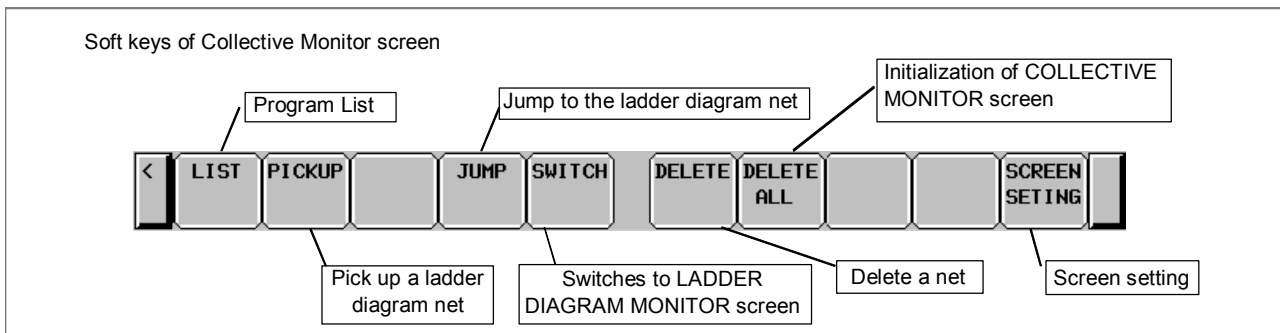 Soft keys of Collective Monitor screen
Initialization of COLLECTIVE
MONITOR screen
Program List
Jump to the ladder diagram net
< LIST PICKUP JUMP SWITCH DELETE DELETE ALL SCREEN SETING
Pick up a ladder
diagram net
Switches to LADDER
DIAGRAM MONITOR screen
Delete a net
Screen setting